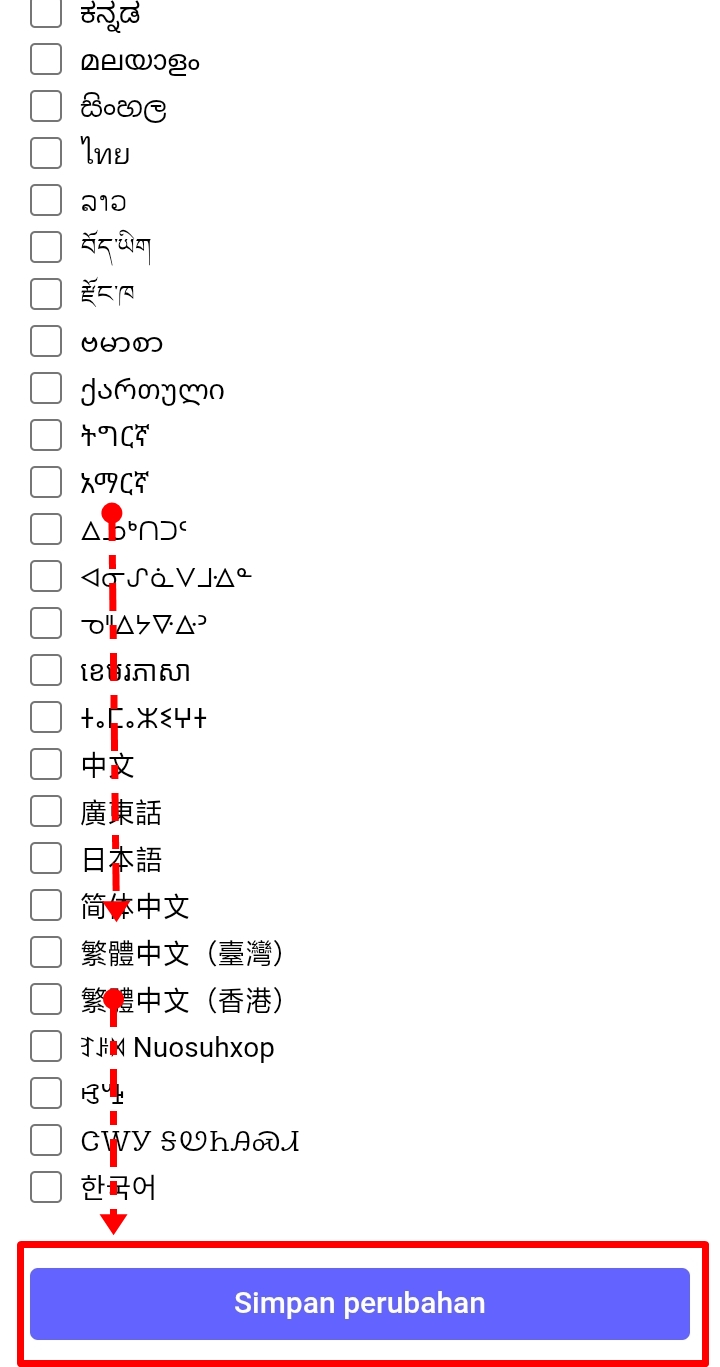 ಕನ್ನಡ
മലയാളം
සිංහල
ไทย
ລາວ
བོད་ཡིག
རྫོང་ཁ
ဗမာစာ
ქართული
ትግርኛ
አማርኛ
ᐃᓄᒃᑎᑐᑦ
ᐊᓂᔑᓈᐯᒧᐎᓐ
ᓀᐦᐃᔭᐍᐏᐣ
ខេមរភាសា
ⵜⴰⵎⴰⵣⵉⵖⵜ
中文
廣東話
日本語
简体中文
繁體中文（臺灣）
繁體中文（香港）
ꆈꌠꉙ Nuosuhxop
ꆇꉙ
ᏣᎳᎩ ᎦᏬᏂᎯᏍᏗ
한국어
Simpan perubahan